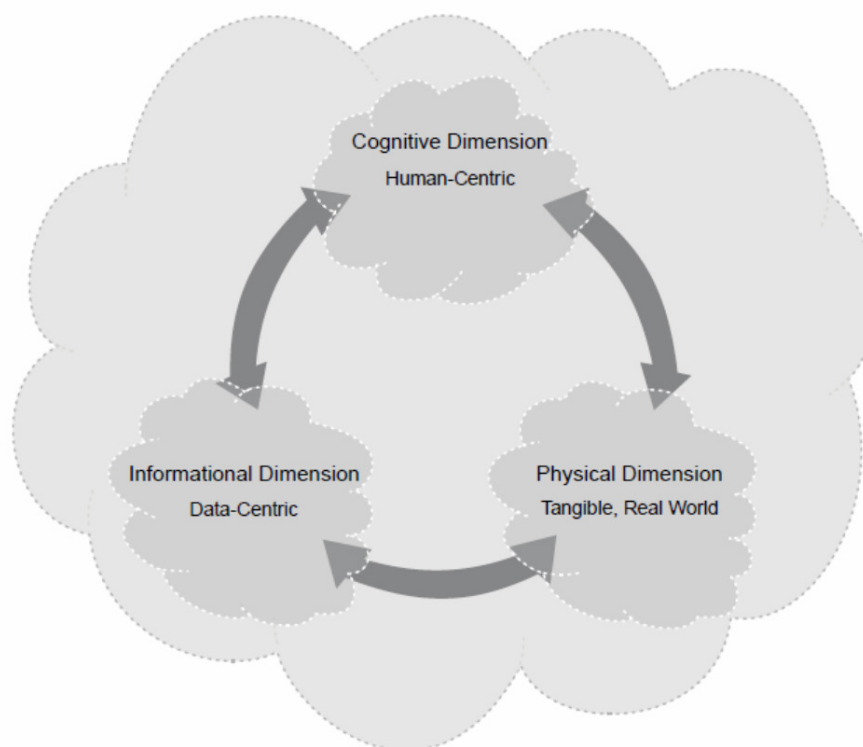 Cognitive Dimension
Human-Centric
Informational Dimension
Data-Centric
Physical Dimension
Tangible, Real World